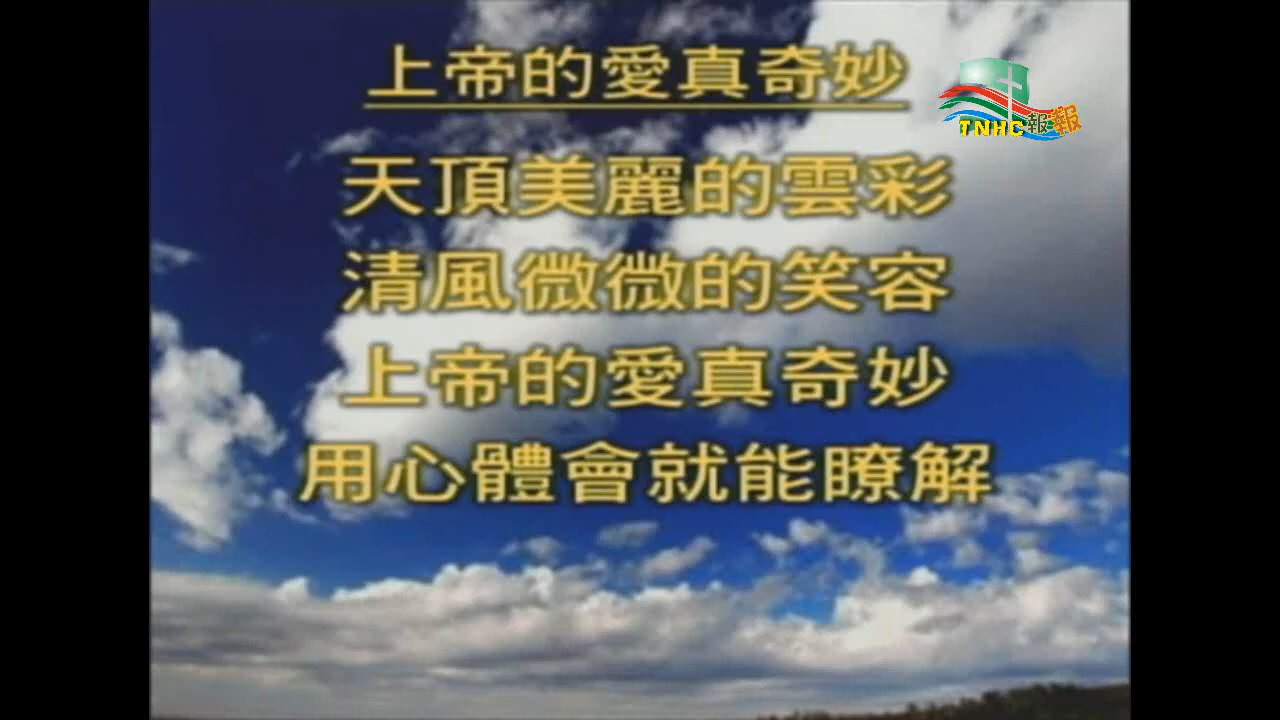 上帝的愛真奇妙
TNHC報報
天頂美麗的雲彩
清風微微的笑容
上帝的愛真奇妙
用心體會就能瞭解